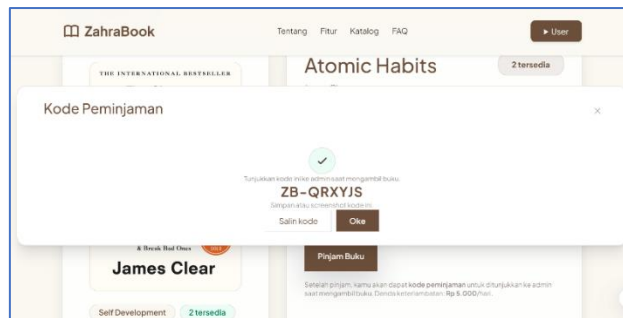 ZahraBook
Tentang Fitur Katalog FAQ
User
THE INTERNATIONAL BESTSELLER
Atomic Habits
2 tersedia
Kode Peminjaman
Tunjukkan kode ini ke admin saat mengambil buku.
ZB-QRXYJS
Simpan atau screenshot kode ini.
Salin kode
Oke
& Break Bad Ones
James Clear
Self Development
2 tersedia
Pinjam Buku
Setelah pinjam, kamu akan dapat kode peminjaman untuk ditunjukkan ke admin
saat mengambil buku. Denda keterlambatan: Rp 5.000/hari.